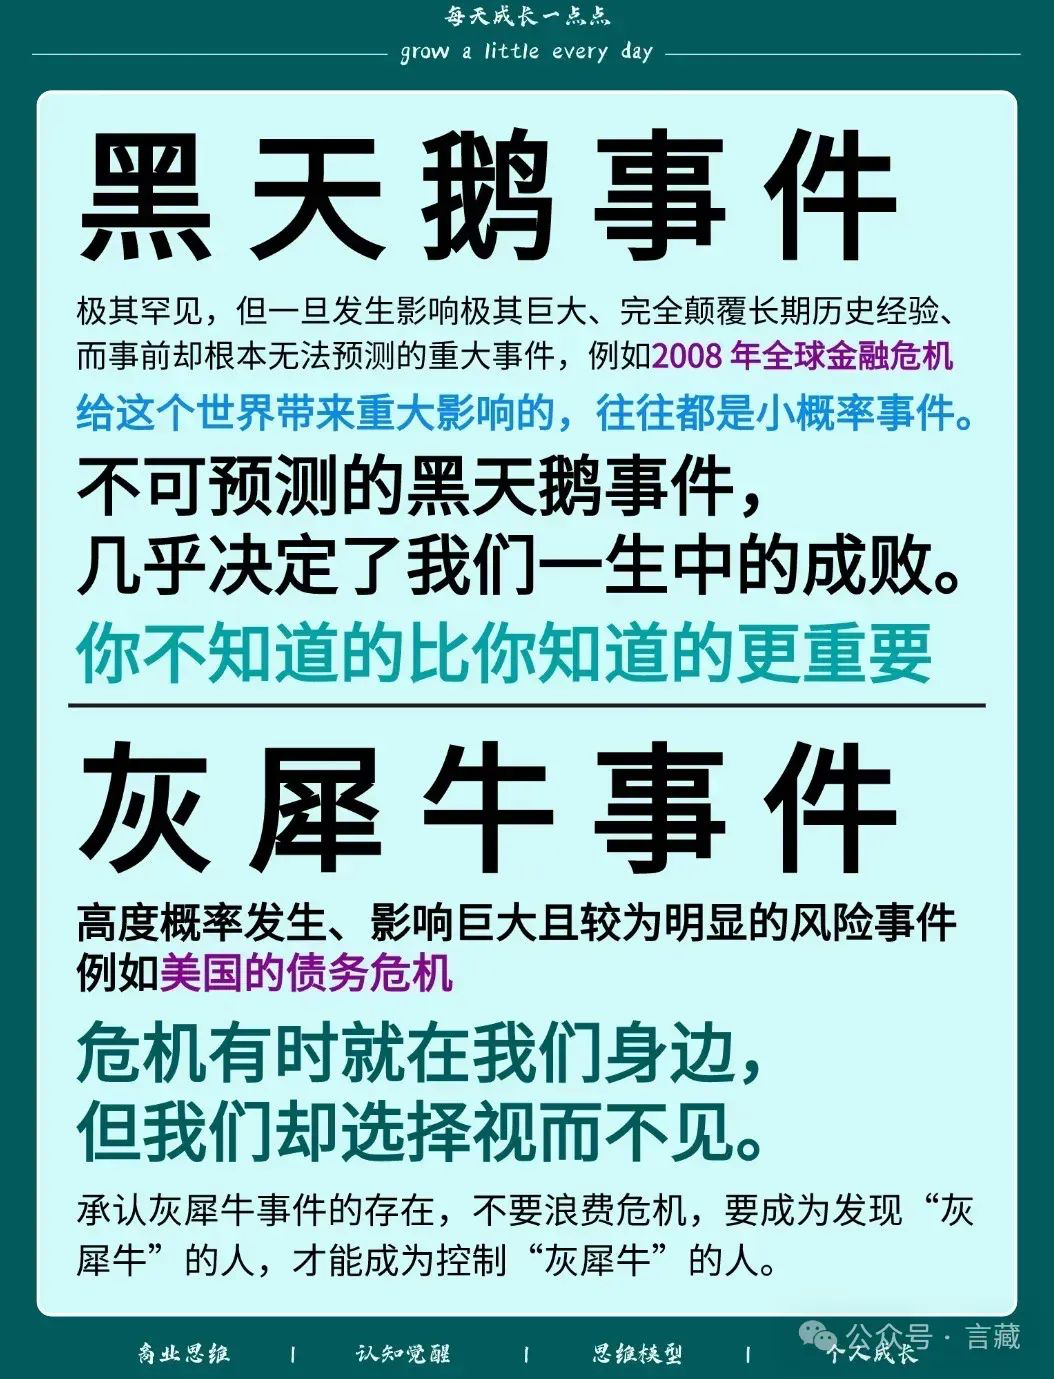 每天成长一点点
grow a little every day
黑天鹅事件
极其罕见，但一旦发生影响极其巨大、完全颠覆长期历史经验、
而事前却根本无法预测的重大事件，例如2008 年全球金融危机
给这个世界带来重大影响的，往往都是小概率事件。
不可预测的黑天鹅事件，
几乎决定了我们一生中的成败。
你不知道的比你知道的更重要
灰犀牛事件
高度概率发生、影响巨大且较为明显的风险事件
例如美国的债务危机
危机有时就在我们身边，
但我们却选择视而不见。
承认灰犀牛事件的存在，不要浪费危机，要成为发现“灰
犀牛”的人，才能成为控制“灰犀牛”的人。
公众号 · 言藏
商业思维 | 认知觉醒 | 思维模型 | 个人成长